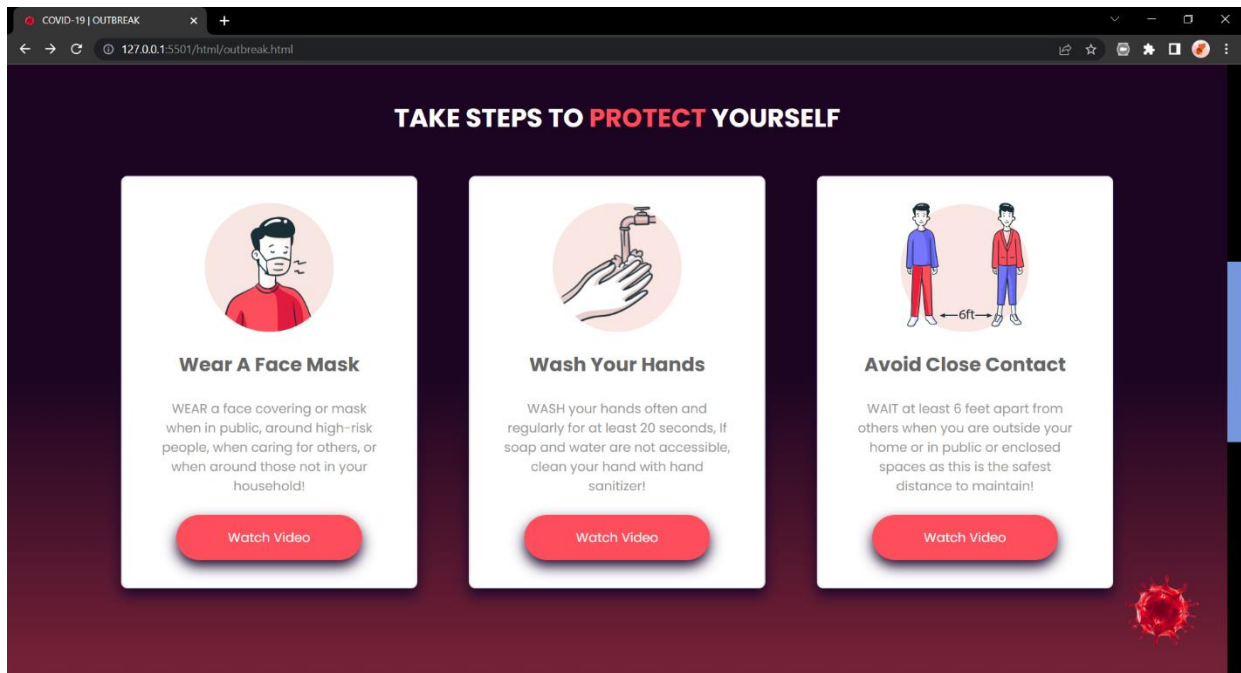 COVID-19 | OUTBREAK
127.0.0.1:5501/html/outbreak.html
TAKE STEPS TO PROTECT YOURSELF
Wear A Face Mask
WEAR a face covering or mask
when in public, around high-risk
people, when caring for others, or
when around those not in your
household!
Watch Video
Wash Your Hands
WASH your hands often and
regularly for at least 20 seconds, If
soap and water are not accessible,
clean your hand with hand
sanitizer!
Watch Video
6ft
Avoid Close Contact
WAIT at least 6 feet apart from
others when you are outside your
home or in public or enclosed
spaces as this is the safest
distance to maintain!
Watch Video